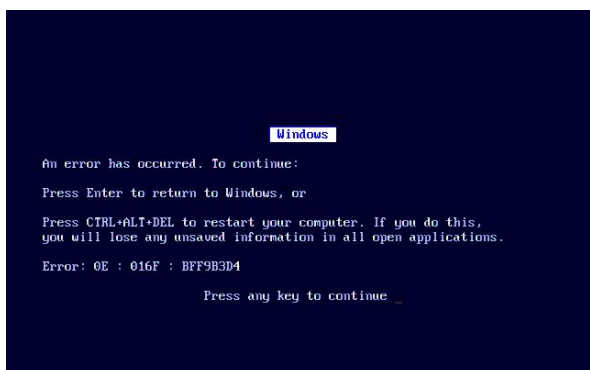 Windows
An error has occurred. To continue:
Press Enter to return to Windows, or
Press CTRL+ALT+DEL to restart your computer. If you do this,
you will lose any unsaved information in all open applications.
Error: 0E : 016F : BFF9B3D4
Press any key to continue _